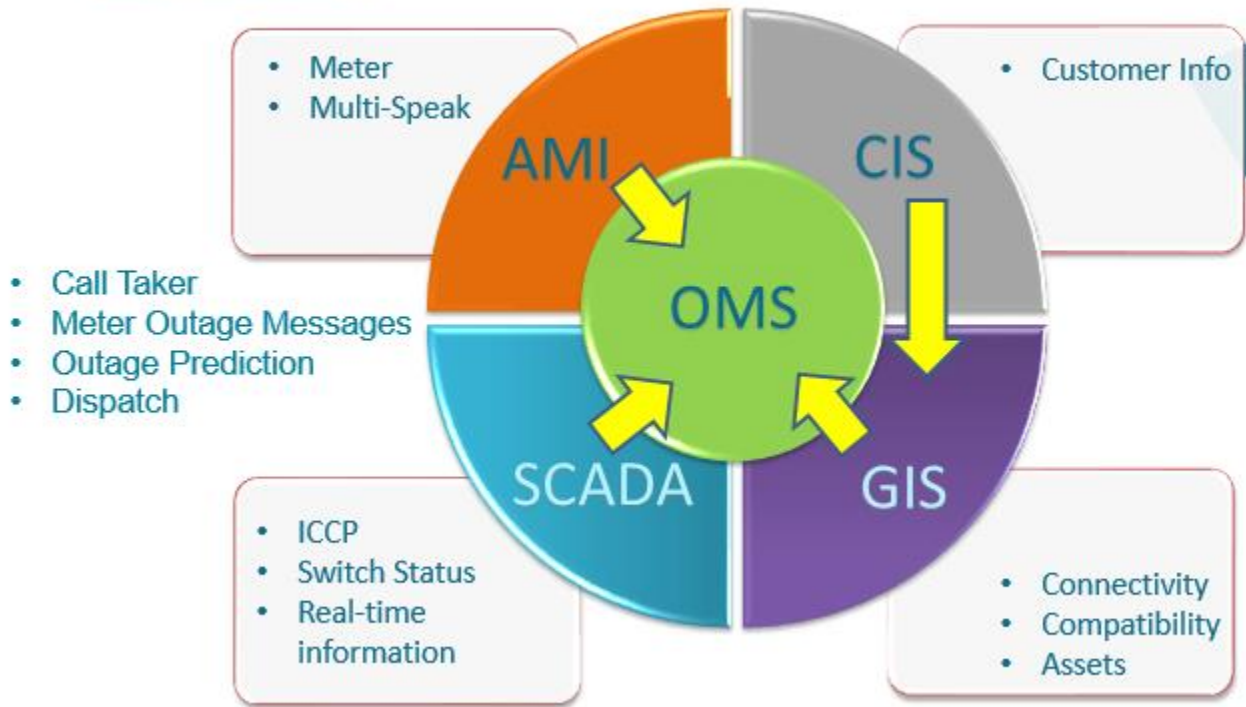 • Meter
• Multi-Speak
• Customer Info
AMI
CIS
OMS
• Call Taker
• Meter Outage Messages
• Outage Prediction
• Dispatch
SCADA
GIS
• ICCP
• Switch Status
• Real-time
information
• Connectivity
• Compatibility
• Assets